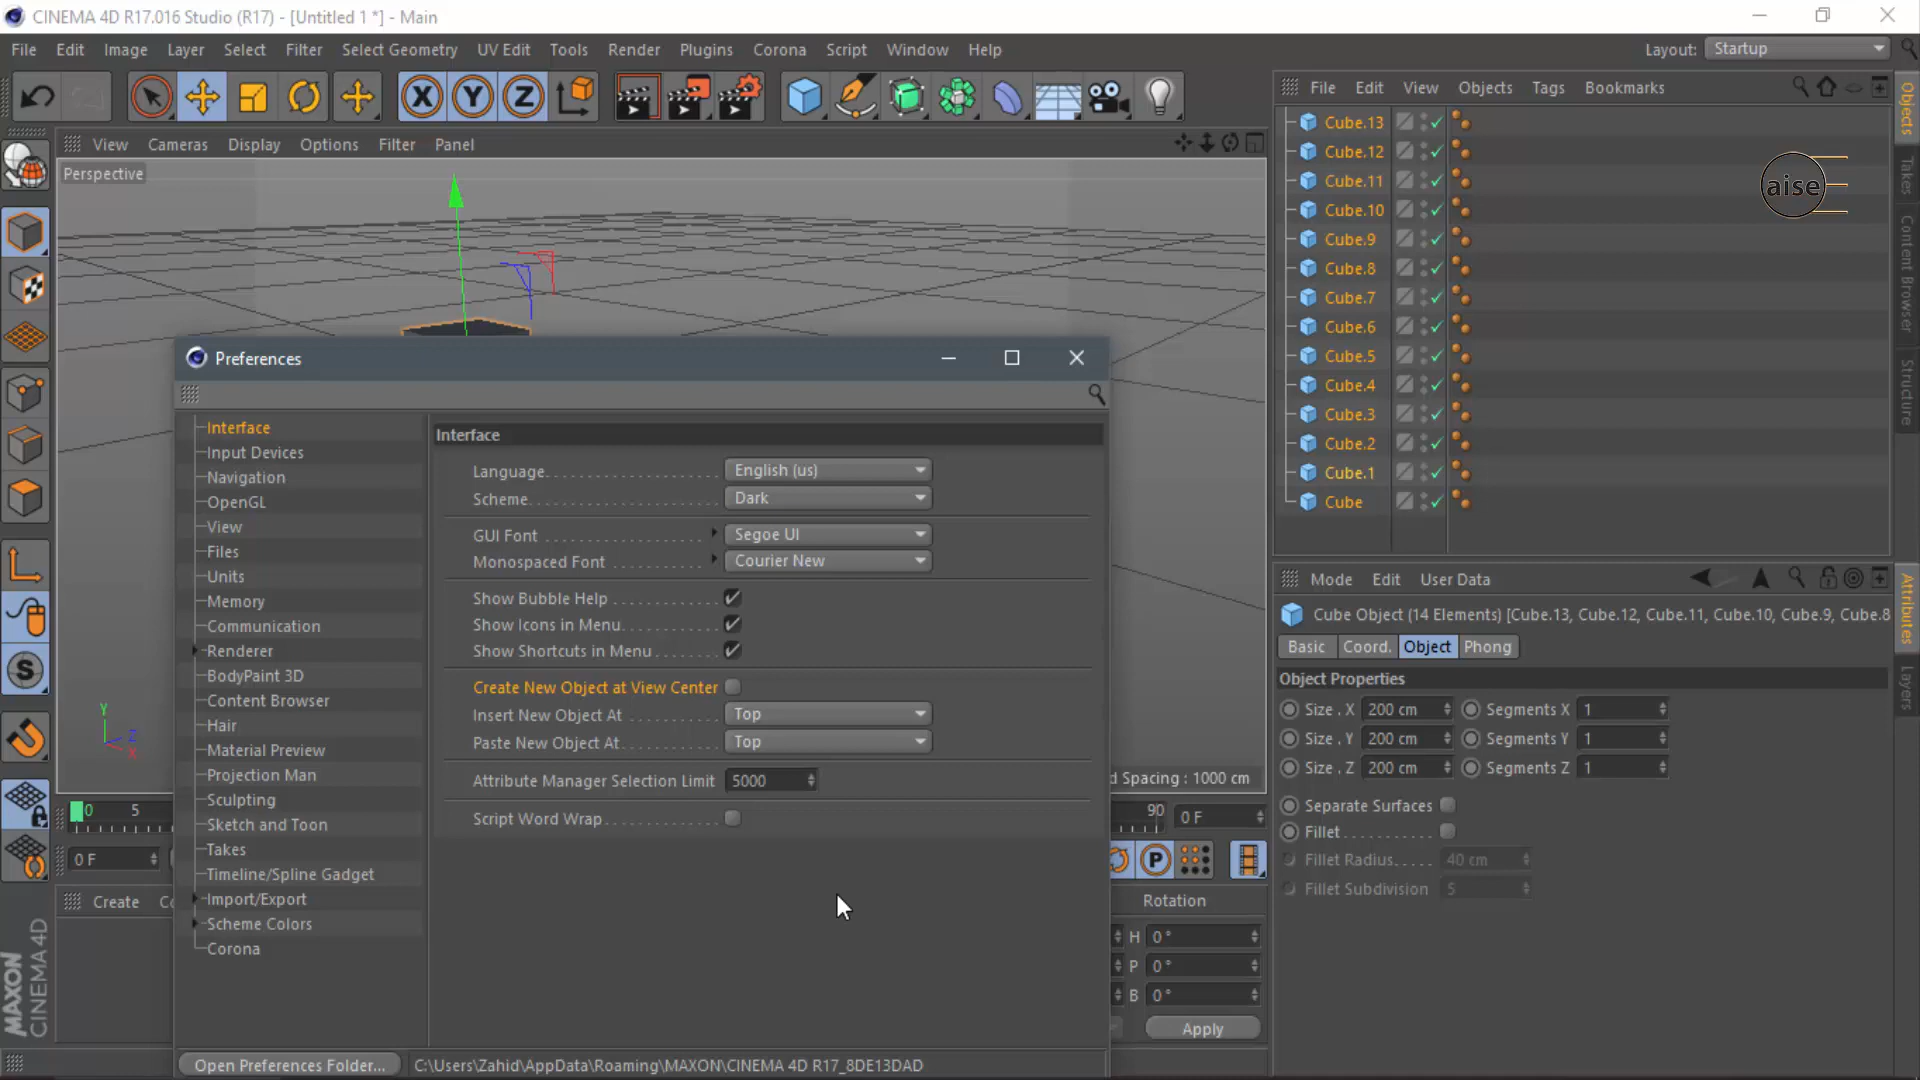 CINEMA 4D R17.016 Studio (R17) - [Untitled 1 *] - Main
File Edit Image Layer Select Filter Select Geometry UV Edit Tools Render Plugins Corona Script Window Help
Layout: Startup
X Y Z
File Edit View Objects Tags Bookmarks
View Cameras Display Options Filter Panel
Perspective
Cube.13
Cube.12
Cube.11
Cube.10
Cube.9
Cube.8
Cube.7
Cube.6
Cube.5
Cube.4
Cube.3
Cube.2
Cube.1
Cube
aise
Objects
Takes
Content Browser
Structure
Preferences
Interface
Input Devices
Navigation
OpenGL
View
Files
Units
Memory
Communication
Renderer
BodyPaint 3D
Content Browser
Hair
Material Preview
Projection Man
Sculpting
Sketch and Toon
Takes
Timeline/Spline Gadget
Import/Export
Scheme Colors
Corona
Interface
Language English (us)
Scheme Dark
GUI Font Segoe UI
Monospaced Font Courier New
Show Bubble Help
Show Icons in Menu
Show Shortcuts in Menu
Create New Object at View Center
Insert New Object At Top
Paste New Object At Top
Attribute Manager Selection Limit 5000
Script Word Wrap
Open Preferences Folder... C:\Users\Zahid\AppData\Roaming\MAXON\CINEMA 4D R17_8DE13DAD
Mode Edit User Data
Cube Object (14 Elements) [Cube.13, Cube.12, Cube.11, Cube.10, Cube.9, Cube.8
Basic Coord. Object Phong
Object Properties
Size . X 200 cm Segments X 1
Size . Y 200 cm Segments Y 1
Size . Z 200 cm Segments Z 1
Separate Surfaces
Fillet
Fillet Radius 40 cm
Fillet Subdivision 5
Attributes
Layers
Y
Z
X
S
d Spacing : 1000 cm
0 5
90 0 F
0 F
P
Create
Rotation
H 0 °
P 0 °
B 0 °
Apply
MAXON
CINEMA 4D